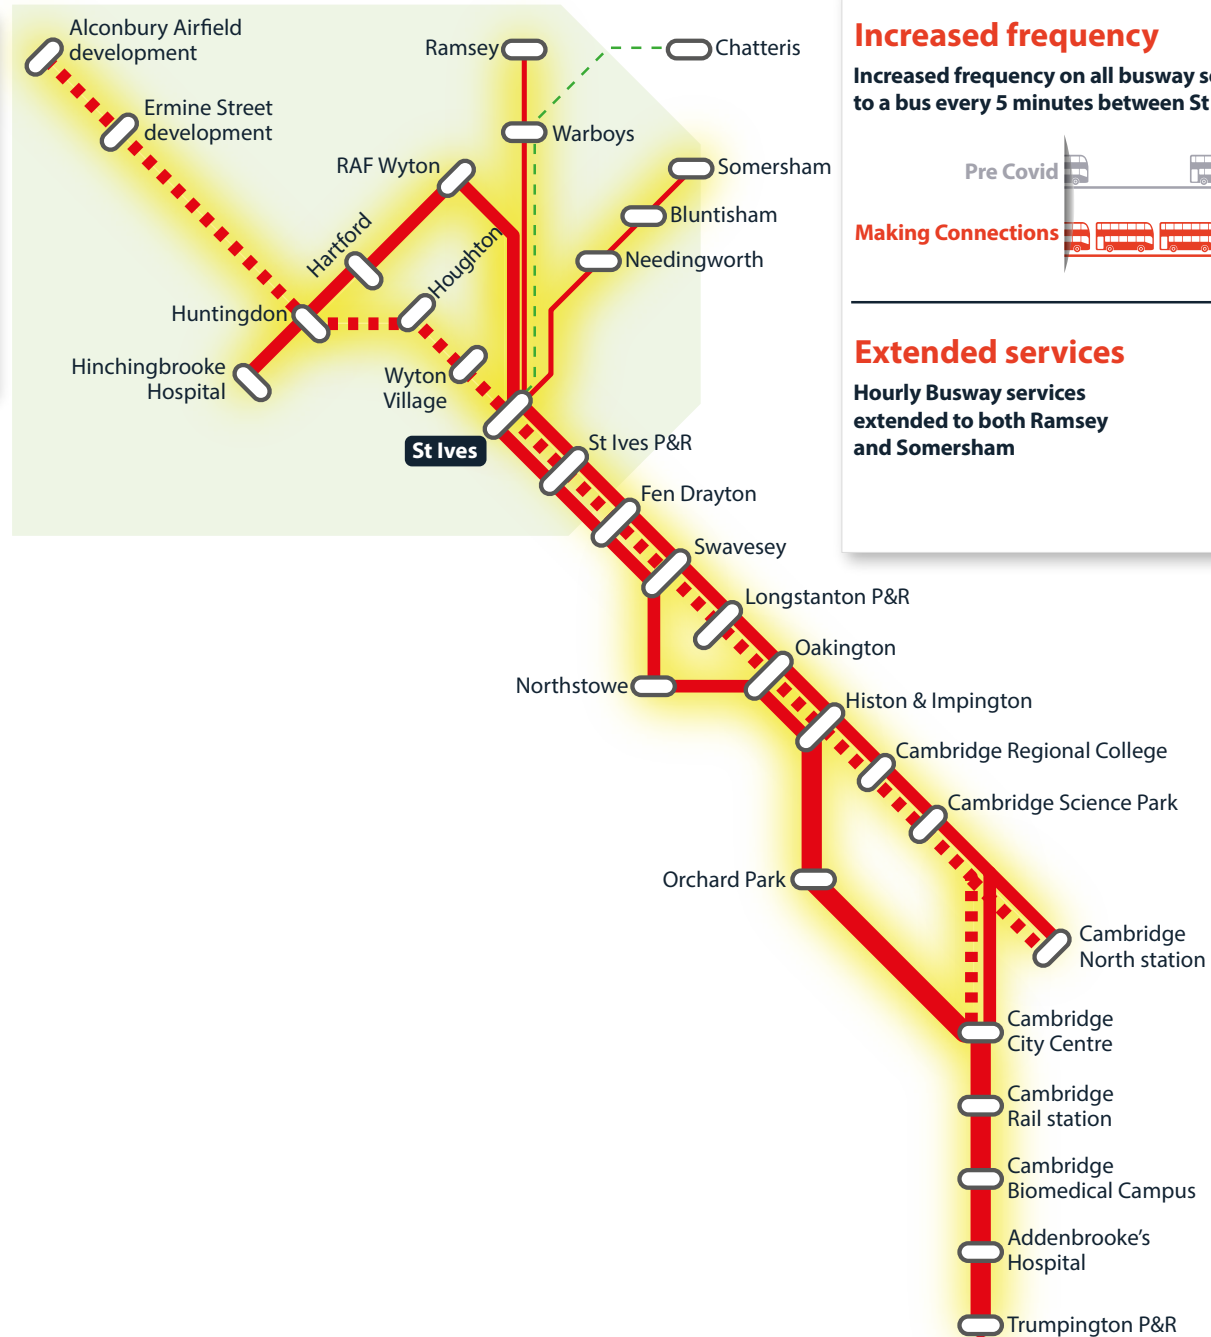 Alconbury Airfield
development
Ermine Street
development
Ramsey
Chatteris
Warboys
RAF Wyton
Somersham
Bluntisham
Needingworth
Hartford
Houghton
Huntingdon
Hinchingbrooke
Hospital
Wyton
Village
St Ives
St Ives P&R
Fen Drayton
Swavesey
Longstanton P&R
Oakington
Northstowe
Histon & Impington
Cambridge Regional College
Cambridge Science Park
Orchard Park
Cambridge
North station
Cambridge
City Centre
Cambridge
Rail station
Cambridge
Biomedical Campus
Addenbrooke's
Hospital
Trumpington P&R
Increased frequency
Increased frequency on all busway
to a bus every 5 minutes between St
Pre Covid
Making Connections
Extended services
Hourly Busway services
extended to both Ramsey
and Somersham